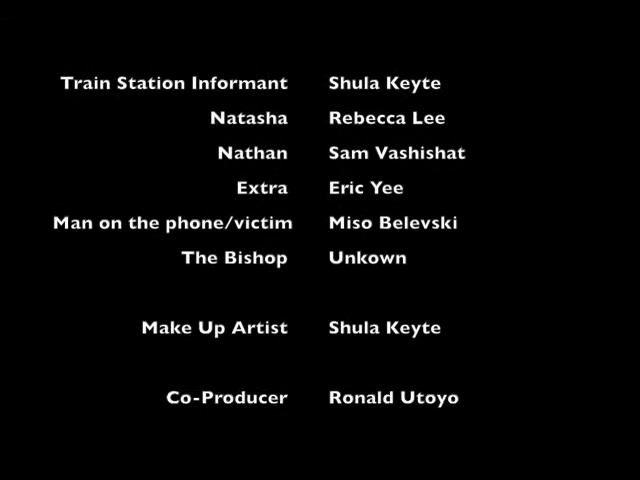 Train Station Informant Shula Keyte
Natasha Rebecca Lee
Nathan Sam Vashishat
Extra Eric Yee
Man on the phone/victim Miso Belevski
The Bishop Unkown
Make Up Artist Shula Keyte
Co-Producer Ronald Utoyo